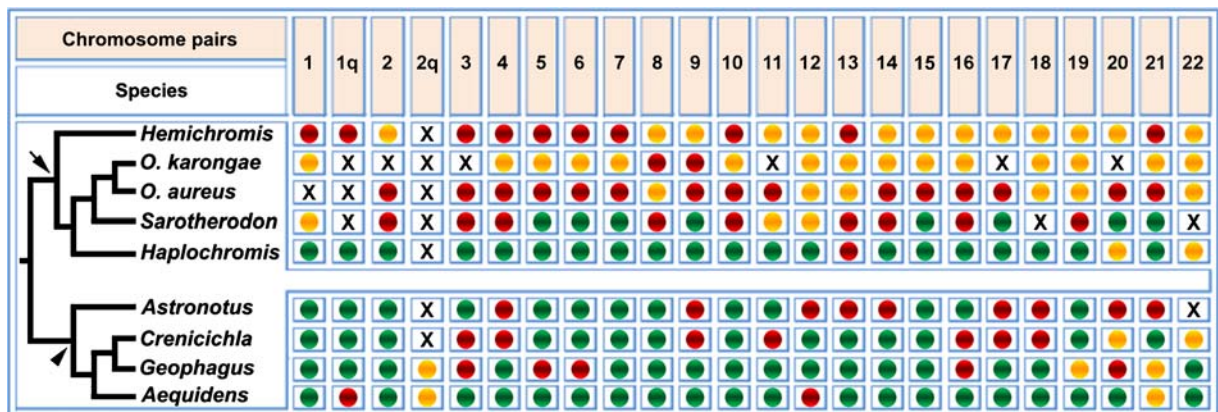 Chromosome pairs
Species
1 1q 2 2q 3 4 5 6 7 8 9 10 11 12 13 14 15 16 17 18 19 20 21 22
Hemichromis X
O. karongae X X X X X X X
O. aureus X X X
Sarotherodon X X X X
Haplochromis X
Astronotus X X
Crenicichla X
Geophagus
Aequidens